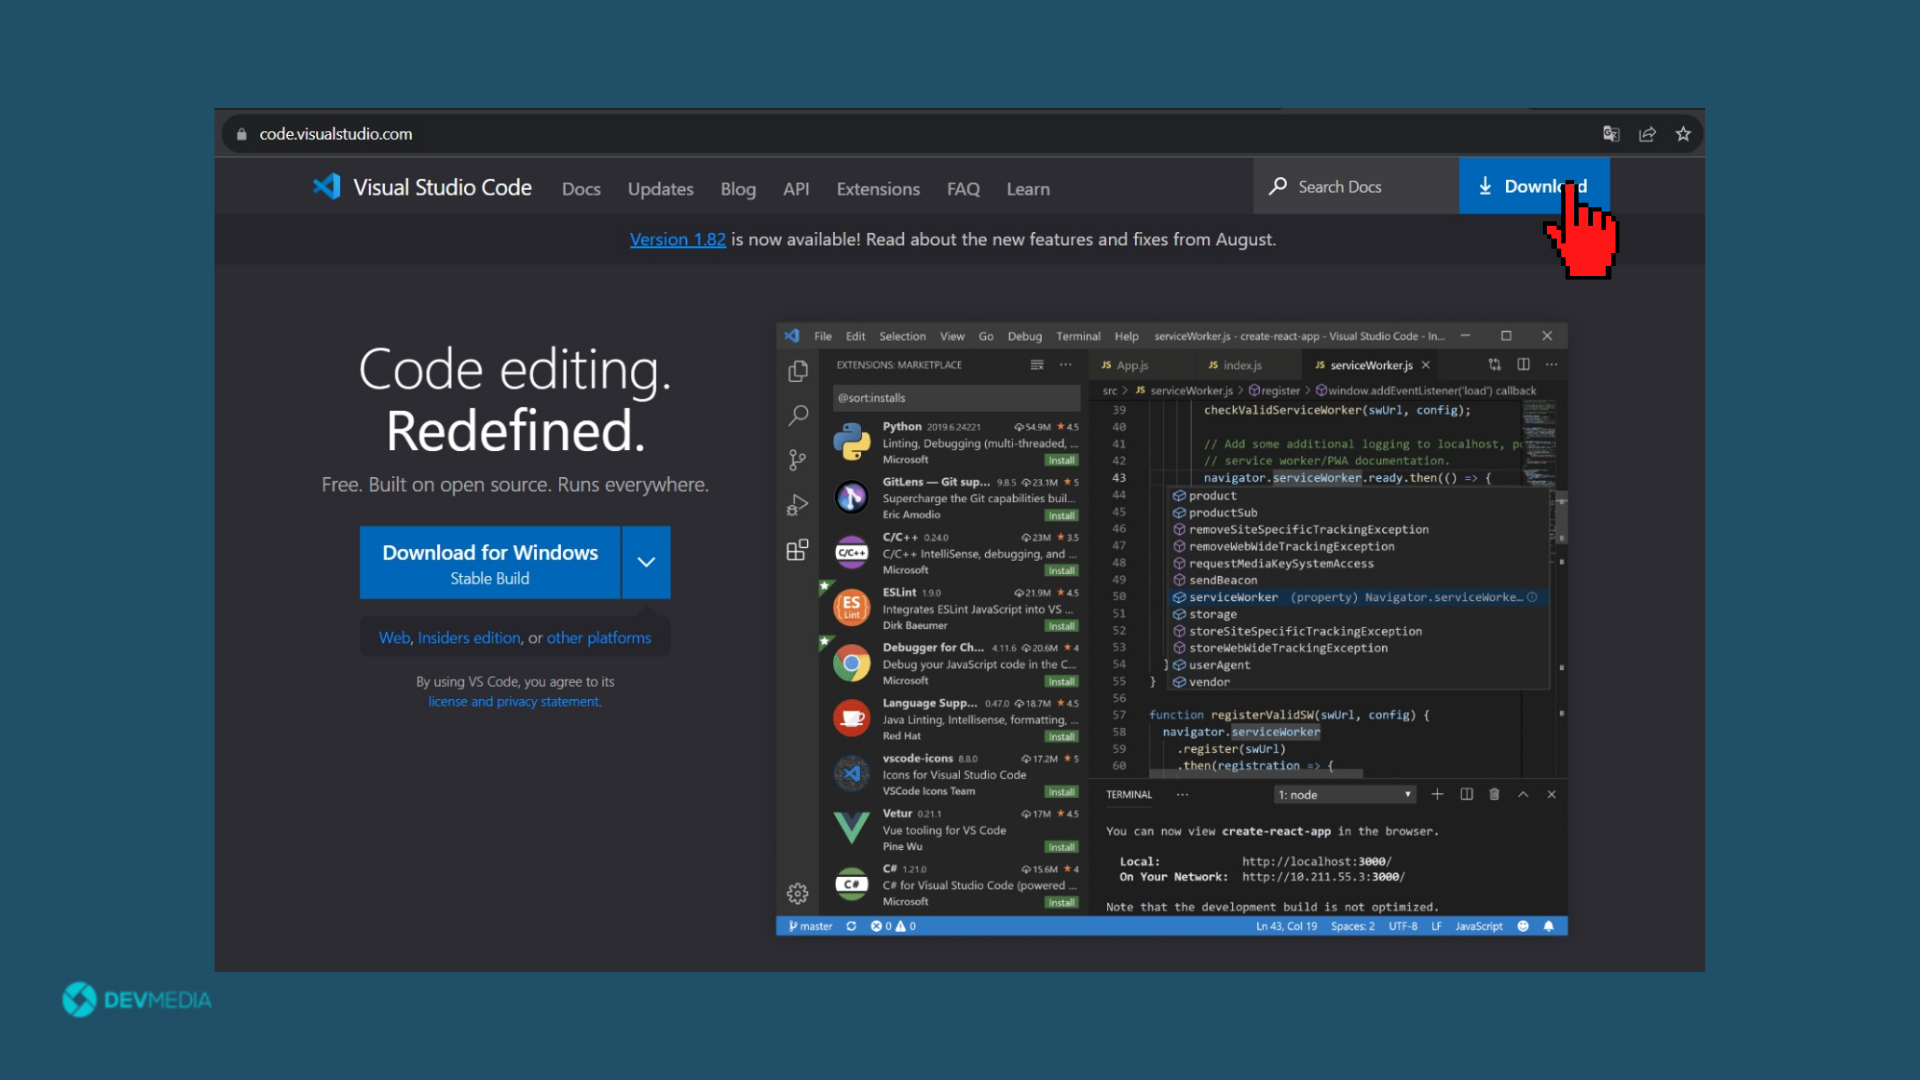 code.visualstudio.com
Visual Studio Code Docs Updates Blog API Extensions FAQ Learn Search Docs Download
Version 1.82 is now available! Read about the new features and fixes from August.
Code editing.
Redefined.
Free. Built on open source. Runs everywhere.
Download for Windows
Stable Build
Web, Insiders edition, or other platforms
By using VS Code, you agree to its
license and privacy statement.
File Edit Selection View Go Debug Terminal Help serviceWorker.js - create-react-app - Visual Studio Code - In...
EXTENSIONS: MARKETPLACE
@sort:installs
Python 2019.6.24221 54.9M 4.5
Linting, Debugging (multi-threaded, ...
Microsoft Install
GitLens — Git sup... 9.8.5 23.1M 5
Supercharge the Git capabilities buil...
Eric Amodio Install
C/C++
C/C++ 0.24.0 23M 3.5
C/C++ IntelliSense, debugging, and ...
Microsoft Install
ES
Lint
ESLint 1.9.0 21.9M 4.5
Integrates ESLint JavaScript into VS ...
Dirk Baeumer Install
Debugger for Ch... 4.11.6 20.6M 4
Debug your JavaScript code in the C...
Microsoft Install
Language Supp... 0.47.0 18.7M 4.5
Java Linting, Intellisense, formatting, ...
Red Hat Install
vscode-icons 8.8.0 17.2M 5
Icons for Visual Studio Code
VSCode Icons Team Install
Vetur 0.21.1 17M 4.5
Vue tooling for VS Code
Pine Wu Install
C#
C# 1.21.0 15.6M 4
C# for Visual Studio Code (powered ...
Microsoft Install
JS App.js JS index.js JS serviceWorker.js
src > JS serviceWorker.js > register > window.addEventListener('load') callback
39 checkValidServiceWorker(swUrl, config);
40
41 // Add some additional logging to localhost, p
42 // service worker/PWA documentation.
43 navigator.serviceWorker.ready.then(() => {
44 product
45 productSub
46 removeSiteSpecificTrackingException
47 removeWebWideTrackingException
48 requestMediaKeySystemAccess
49 sendBeacon
50 serviceWorker (property) Navigator.serviceWorke...
51 storage
52 storeSiteSpecificTrackingException
53 storeWebWideTrackingException
54 ] userAgent
55 } vendor
56
57 function registerValidSW(swUrl, config) {
58 navigator.serviceWorker
59 .register(swUrl)
60 .then(registration => {
TERMINAL ... 1: node
You can now view create-react-app in the browser.
Local: http://localhost:3000/
On Your Network: http://10.211.55.3:3000/
Note that the development build is not optimized.
master 0 0 Ln 43, Col 19 Spaces: 2 UTF-8 LF JavaScript
DEVMEDIA